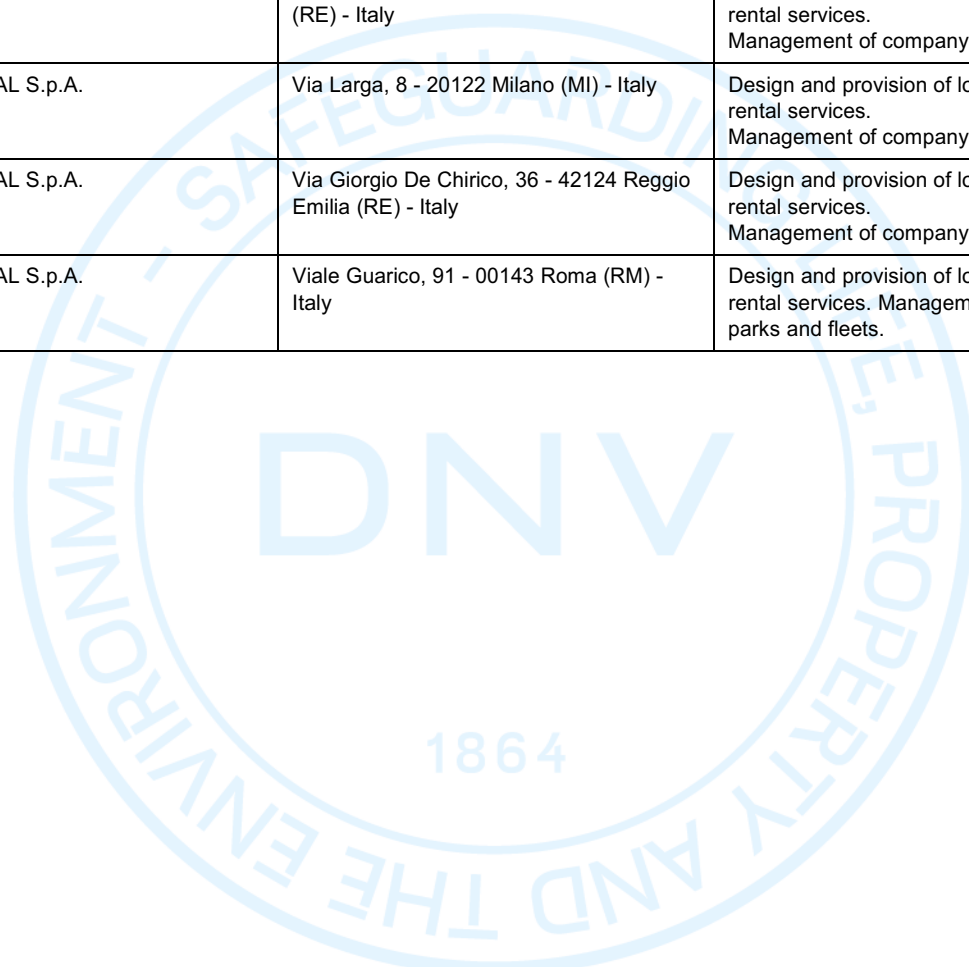 (RE) - Italy
rental services.
Management of company
AL S.p.A.
Via Larga, 8 - 20122 Milano (MI) - Italy
Design and provision of lo
rental services.
Management of company
AL S.p.A.
Via Giorgio De Chirico, 36 - 42124 Reggio
Emilia (RE) - Italy
Design and provision of lo
rental services.
Management of company
AL S.p.A.
Viale Guarico, 91 - 00143 Roma (RM) -
Italy
Design and provision of lo
rental services. Managem
parks and fleets.
SAFEGUARDING LIFE, PROPERTY AND THE ENVIRONMENT -
DNV
1864